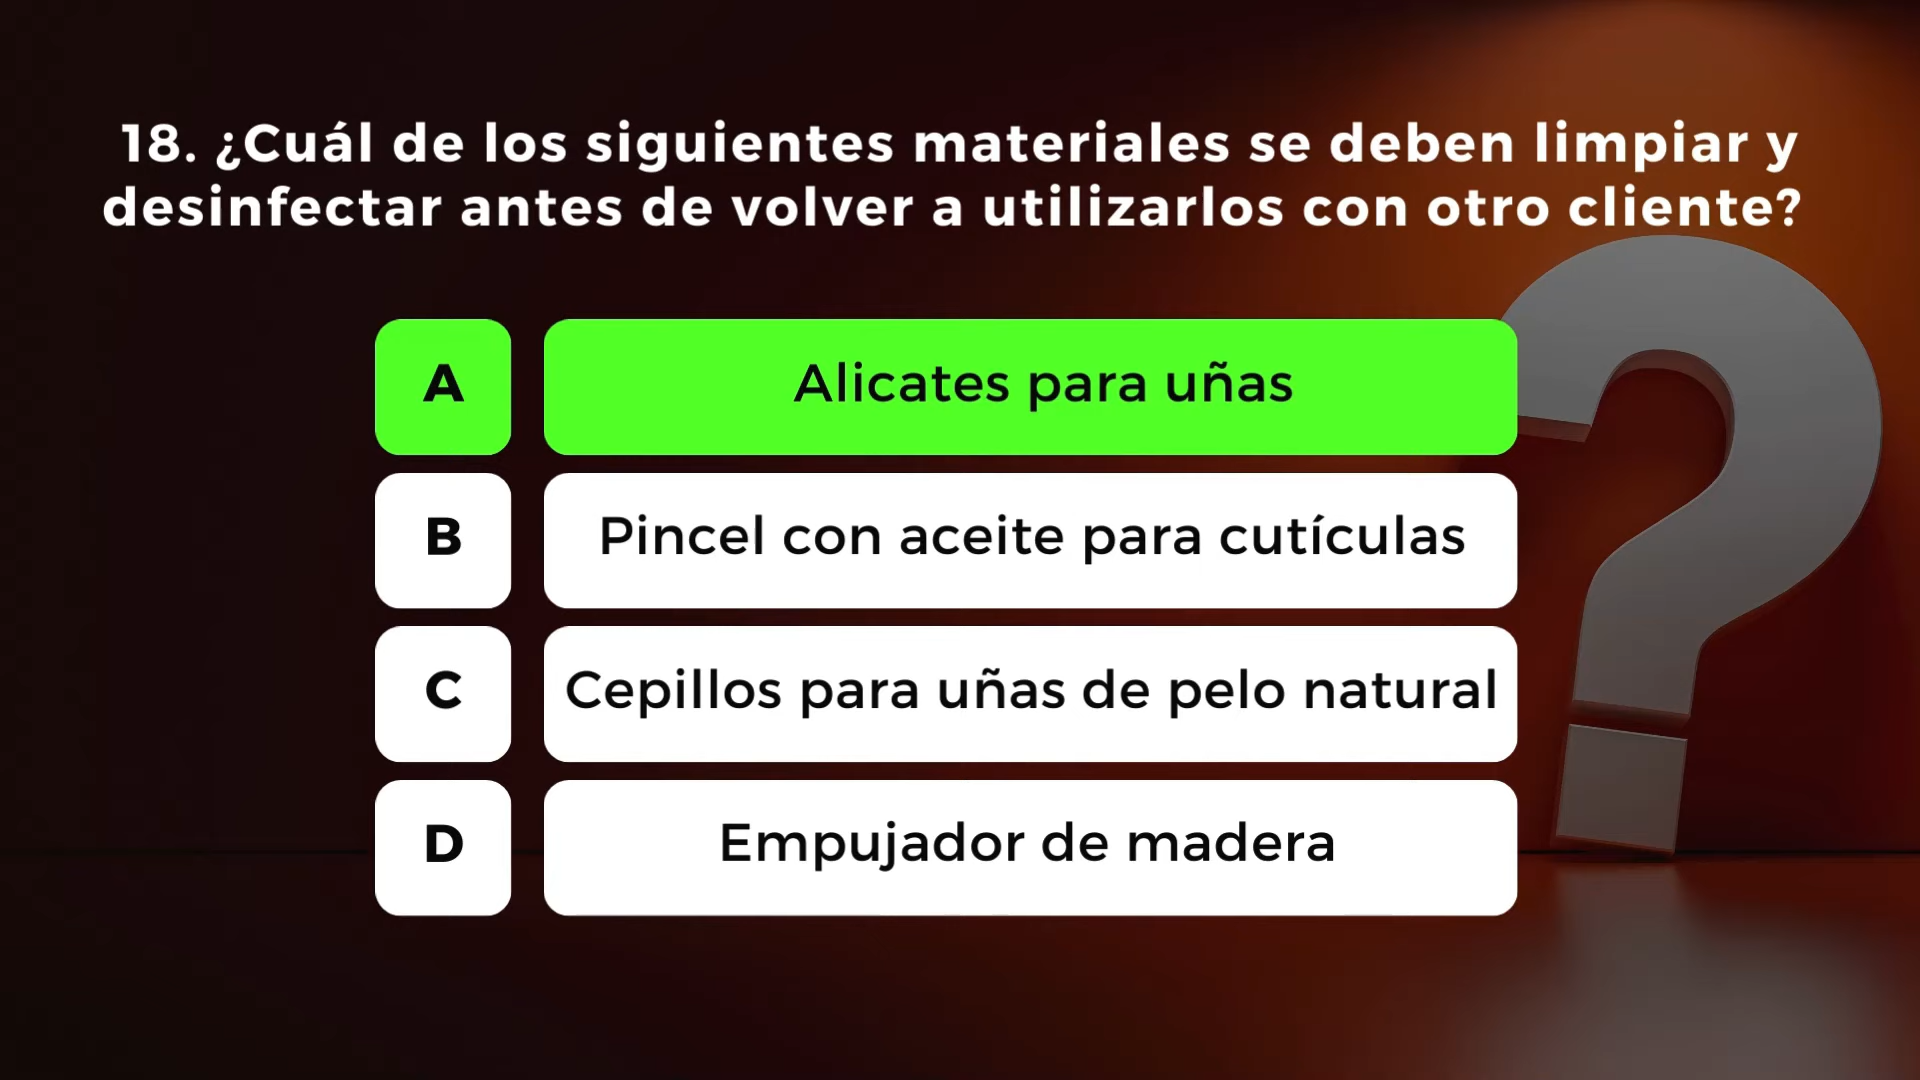 18. ¿Cuál de los siguientes materiales se deben limpiar y
desinfectar antes de volver a utilizarlos con otro cliente?
A
Alicates para uñas
B
Pincel con aceite para cutículas
C
Cepillos para uñas de pelo natural
D
Empujador de madera